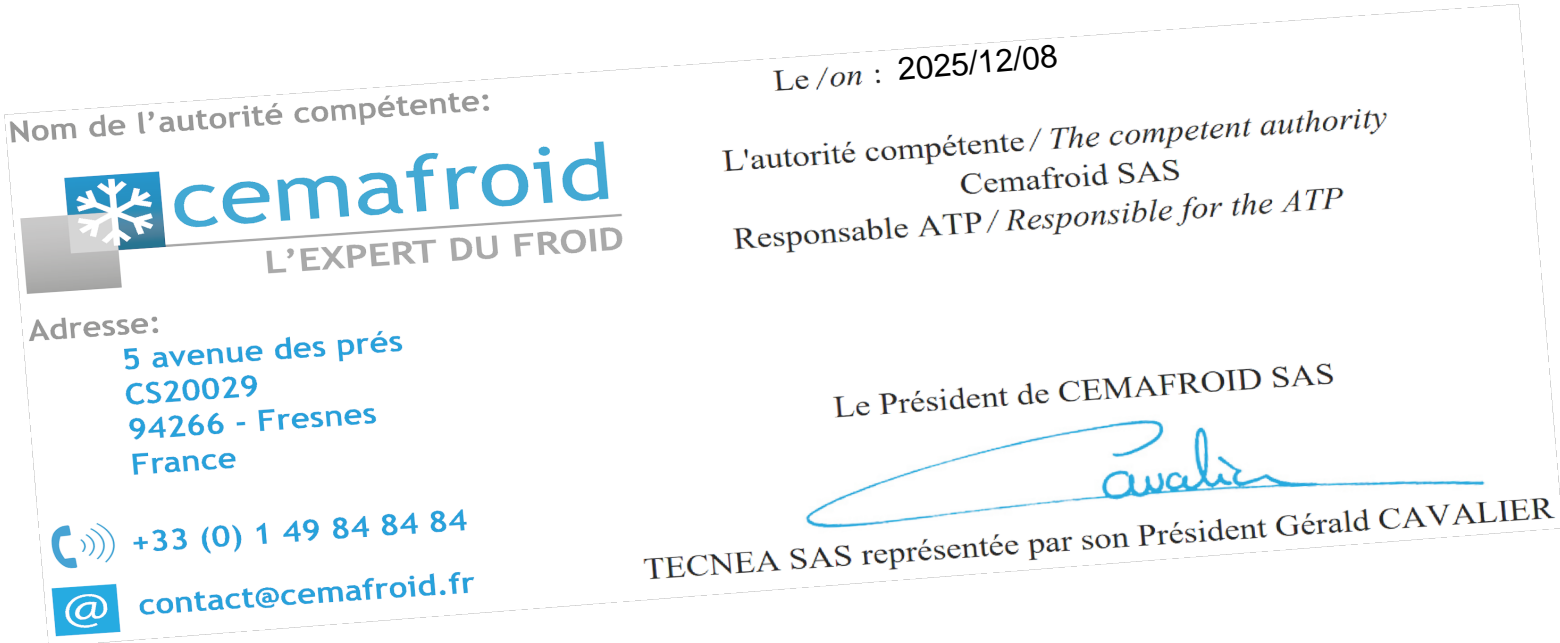 Nom de l'autorité compétente:
cemafroid
L'EXPERT DU FROID
Adresse:
5 avenue des prés
CS20029
94266 - Fresnes
France
+33 (0) 1 49 84 84 84
@ contact@cemafroid.fr
Le /on : 2025/12/08
L'autorité compétente / The competent authority
Cemafroid SAS
Responsable ATP / Responsible for the ATP
Le Président de CEMAFROID SAS
Cavalier
TECNEA SAS représentée par son Président Gérald CAVALIER